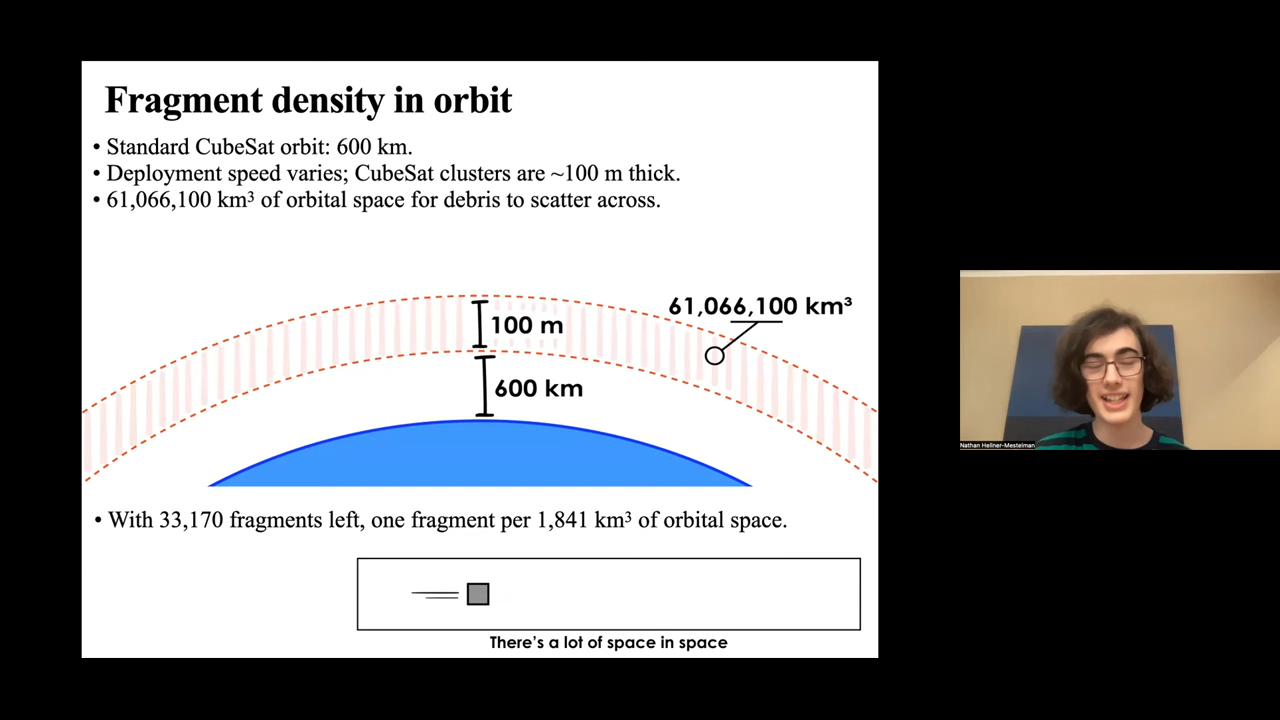 Fragment density in orbit
• Standard CubeSat orbit: 600 km.
• Deployment speed varies; CubeSat clusters are ~100 m thick.
• 61,066,100 km³ of orbital space for debris to scatter across.
61,066,100 km³
100 m
600 km
• With 33,170 fragments left, one fragment per 1,841 km³ of orbital space.
There's a lot of space in space
Nathan Hellner-Mestelman